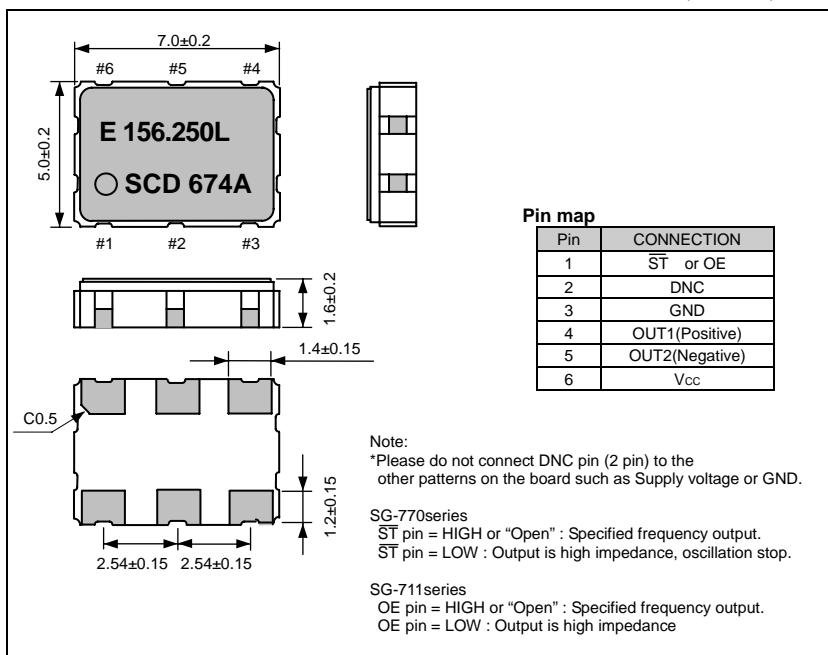 7.0±0.2
#6 #5 #4
5.0±0.2
E 156.250L
SCD 674A
#1 #2 #3
1.6±0.2
1.4±0.15
C0.5
1.2±0.15
2.54±0.15 2.54±0.15
Pin map
Pin CONNECTION
1 S̅T̅ or OE
2 DNC
3 GND
4 OUT1(Positive)
5 OUT2(Negative)
6 Vcc
Note:
*Please do not connect DNC pin (2 pin) to the
other patterns on the board such as Supply voltage or GND.
SG-770series
S̅T̅ pin = HIGH or “Open” : Specified frequency output.
S̅T̅ pin = LOW : Output is high impedance, oscillation stop.
SG-711series
OE pin = HIGH or “Open” : Specified frequency output.
OE pin = LOW : Output is high impedance